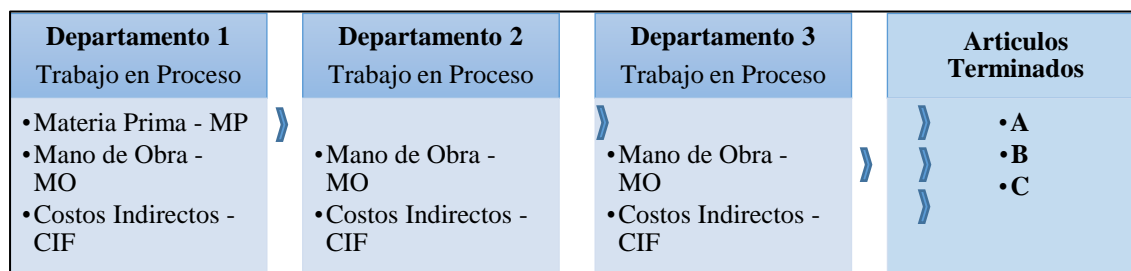 Departamento 1
Trabajo en Proceso
•Materia Prima - MP
•Mano de Obra -
MO
•Costos Indirectos -
CIF
Departamento 2
Trabajo en Proceso
•Mano de Obra -
MO
•Costos Indirectos -
CIF
Departamento 3
Trabajo en Proceso
•Mano de Obra -
MO
•Costos Indirectos -
CIF
Articulos
Terminados
•A
•B
•C